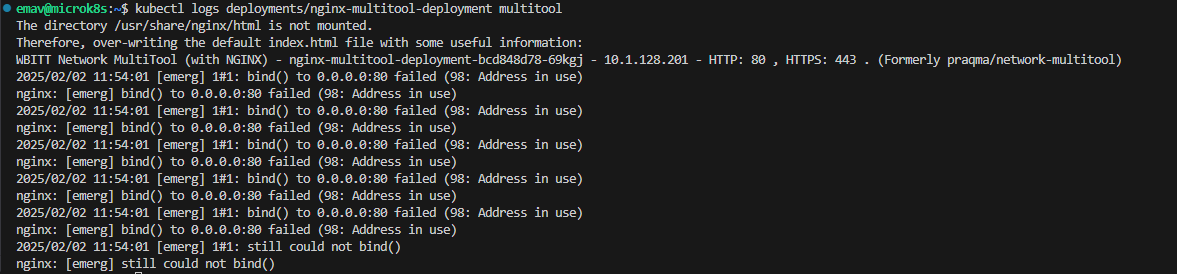 emav@microk8s:~$ kubectl logs deployments/nginx-multitool-deployment multitool
The directory /usr/share/nginx/html is not mounted.
Therefore, over-writing the default index.html file with some useful information:
WBITT Network MultiTool (with NGINX) - nginx-multitool-deployment-bcd848d78-69kgj - 10.1.128.201 - HTTP: 80 , HTTPS: 443 . (Formerly praqma/network-multitool)
2025/02/02 11:54:01 [emerg] 1#1: bind() to 0.0.0.0:80 failed (98: Address in use)
nginx: [emerg] bind() to 0.0.0.0:80 failed (98: Address in use)
2025/02/02 11:54:01 [emerg] 1#1: bind() to 0.0.0.0:80 failed (98: Address in use)
nginx: [emerg] bind() to 0.0.0.0:80 failed (98: Address in use)
2025/02/02 11:54:01 [emerg] 1#1: bind() to 0.0.0.0:80 failed (98: Address in use)
nginx: [emerg] bind() to 0.0.0.0:80 failed (98: Address in use)
2025/02/02 11:54:01 [emerg] 1#1: bind() to 0.0.0.0:80 failed (98: Address in use)
nginx: [emerg] bind() to 0.0.0.0:80 failed (98: Address in use)
2025/02/02 11:54:01 [emerg] 1#1: bind() to 0.0.0.0:80 failed (98: Address in use)
nginx: [emerg] bind() to 0.0.0.0:80 failed (98: Address in use)
2025/02/02 11:54:01 [emerg] 1#1: still could not bind()
nginx: [emerg] still could not bind()